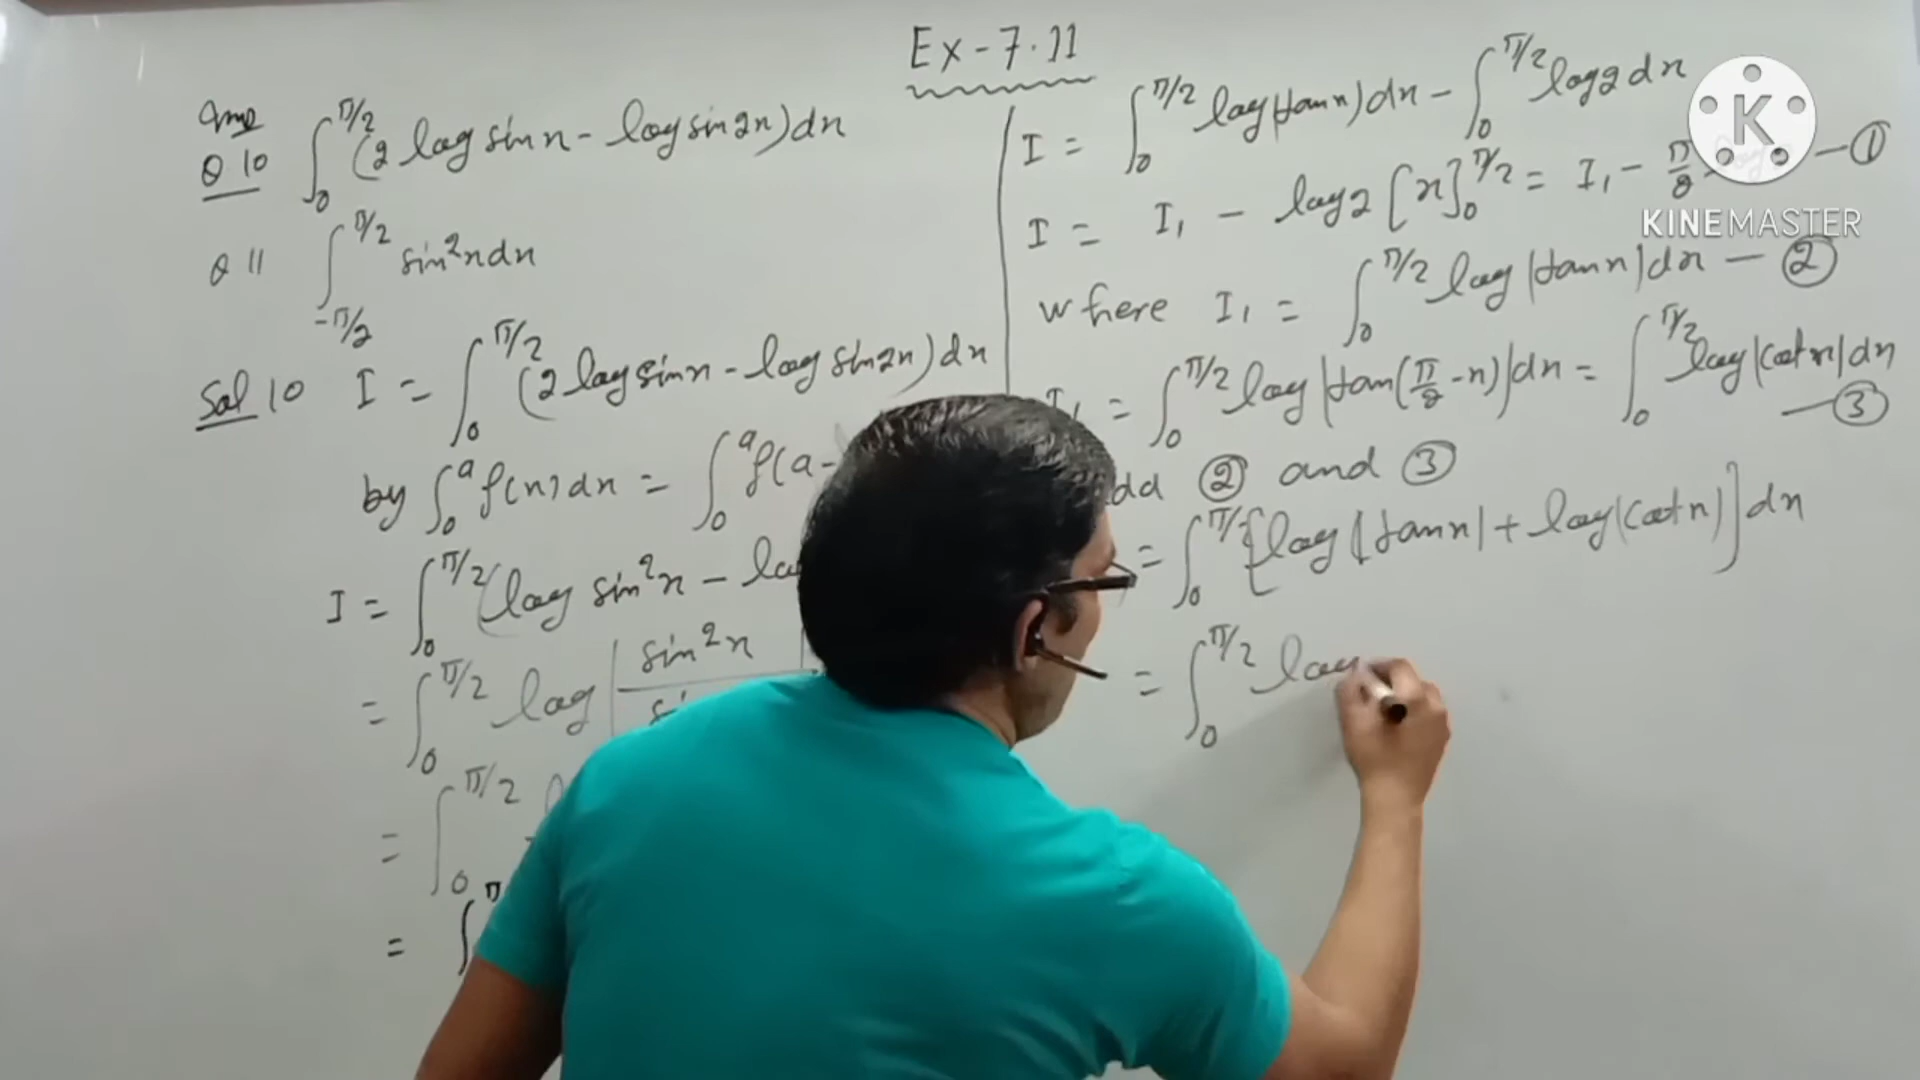 Ex-7.11
Imp
Q 10 ∫₀^π/2 (2 log sin x - log sin 2x) dx
Q 11 ∫₋π/2^π/2 sin²x dx
Sol 10 I = ∫₀^π/2 (2 log sin x - log sin 2x) dx
by ∫₀^a f(x) dx = ∫₀^a f(a-
I = ∫₀^π/2 (log sin²x - lo
= ∫₀^π/2 log | sin²x
= ∫₀^π/2
= ∫
I = ∫₀^π/2 log |tan x| dx - ∫₀^π/2 log 2 dx
I = I₁ - log 2 [x]₀^π/2 = I₁ - π/2 — ①
where I₁ = ∫₀^π/2 log |tan x| dx — ②
I₁ = ∫₀^π/2 log |tan(π/2 - x)| dx = ∫₀^π/2 log |cot x| dx
— ③
dd ② and ③
= ∫₀^π/2 [log |tan x| + log |cot x|] dx
= ∫₀^π/2 log
K
KINEMASTER